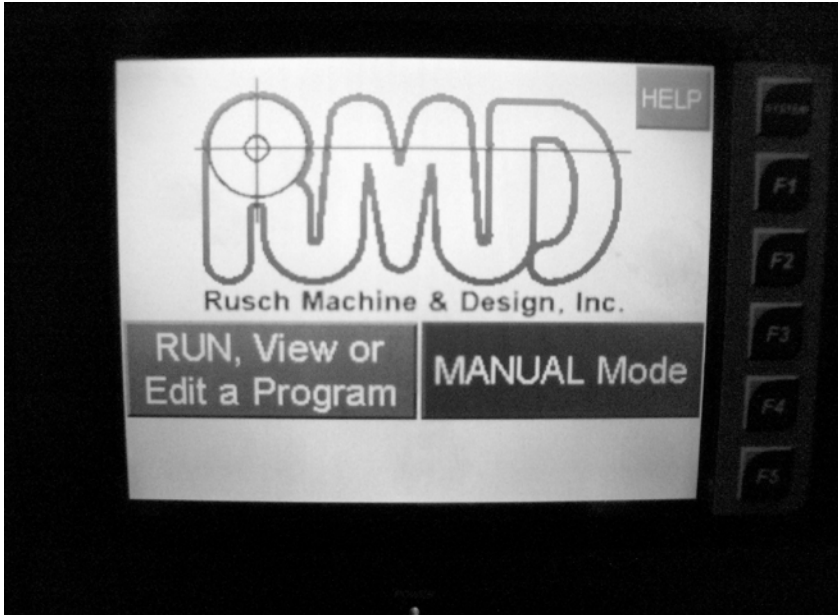 HELP
RMD
Rusch Machine & Design, Inc.
RUN, View or
Edit a Program
MANUAL Mode
SYSTEM
F1
F2
F3
F4
F5
POWER